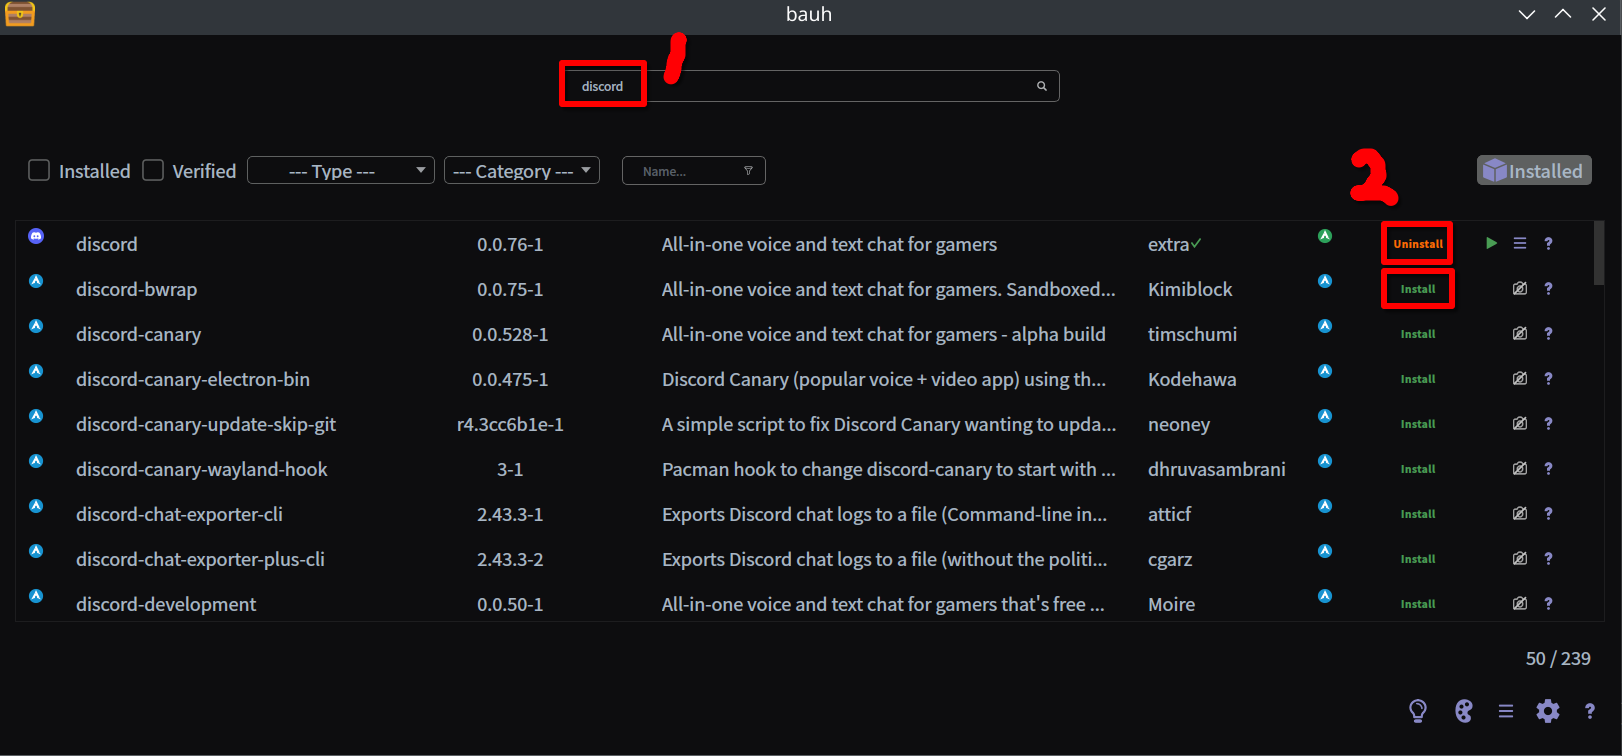 bauh
1
discord
Installed Verified --- Type --- --- Category --- Name... Installed
2
discord 0.0.76-1 All-in-one voice and text chat for gamers extra✓ Uninstall ?
discord-bwrap 0.0.75-1 All-in-one voice and text chat for gamers. Sandboxed... Kimiblock Install ?
discord-canary 0.0.528-1 All-in-one voice and text chat for gamers - alpha build timschumi Install ?
discord-canary-electron-bin 0.0.475-1 Discord Canary (popular voice + video app) using th... Kodehawa Install ?
discord-canary-update-skip-git r4.3cc6b1e-1 A simple script to fix Discord Canary wanting to upda... neoney Install ?
discord-canary-wayland-hook 3-1 Pacman hook to change discord-canary to start with ... dhruvasambrani Install ?
discord-chat-exporter-cli 2.43.3-1 Exports Discord chat logs to a file (Command-line in... atticf Install ?
discord-chat-exporter-plus-cli 2.43.3-2 Exports Discord chat logs to a file (without the politi... cgarz Install ?
discord-development 0.0.50-1 All-in-one voice and text chat for gamers that's free ... Moire Install ?
50 / 239
?